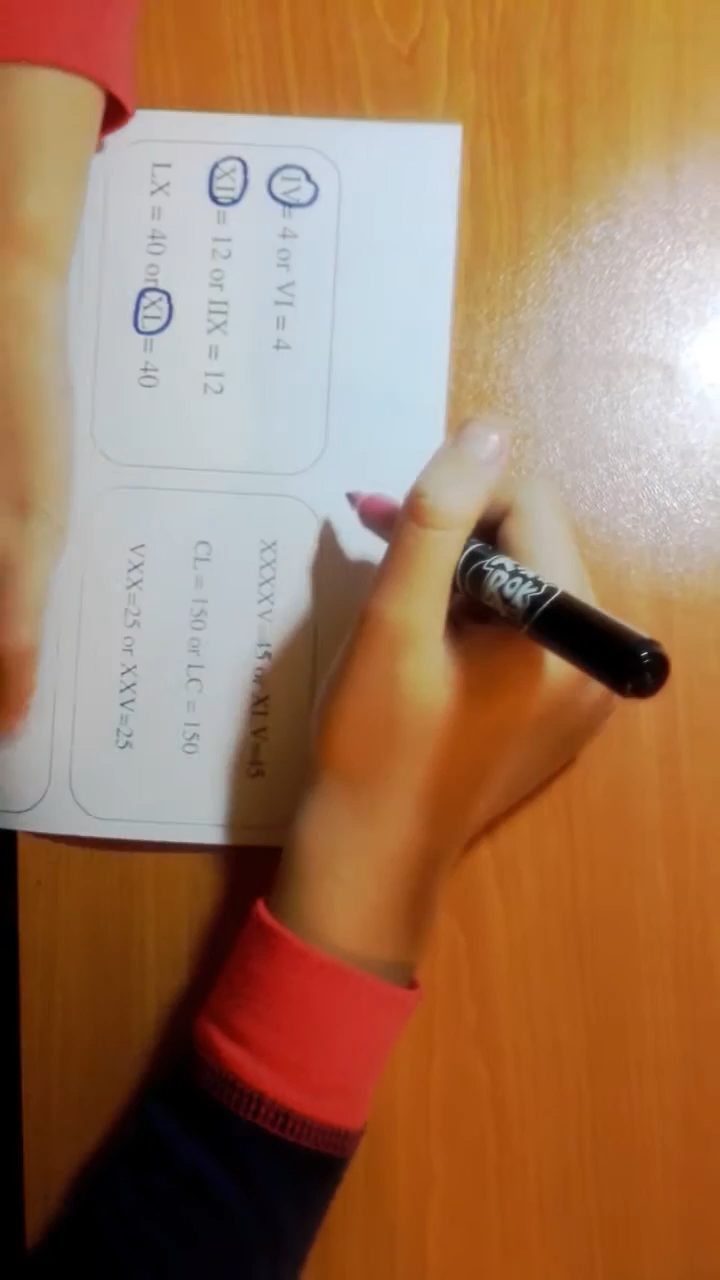 IV = 4 or VI = 4
XII = 12 or IIX = 12
LX = 40 or XL = 40
XXXXV=45 or XLV=45
CL = 150 or LC = 150
VXX=25 or XXV=25